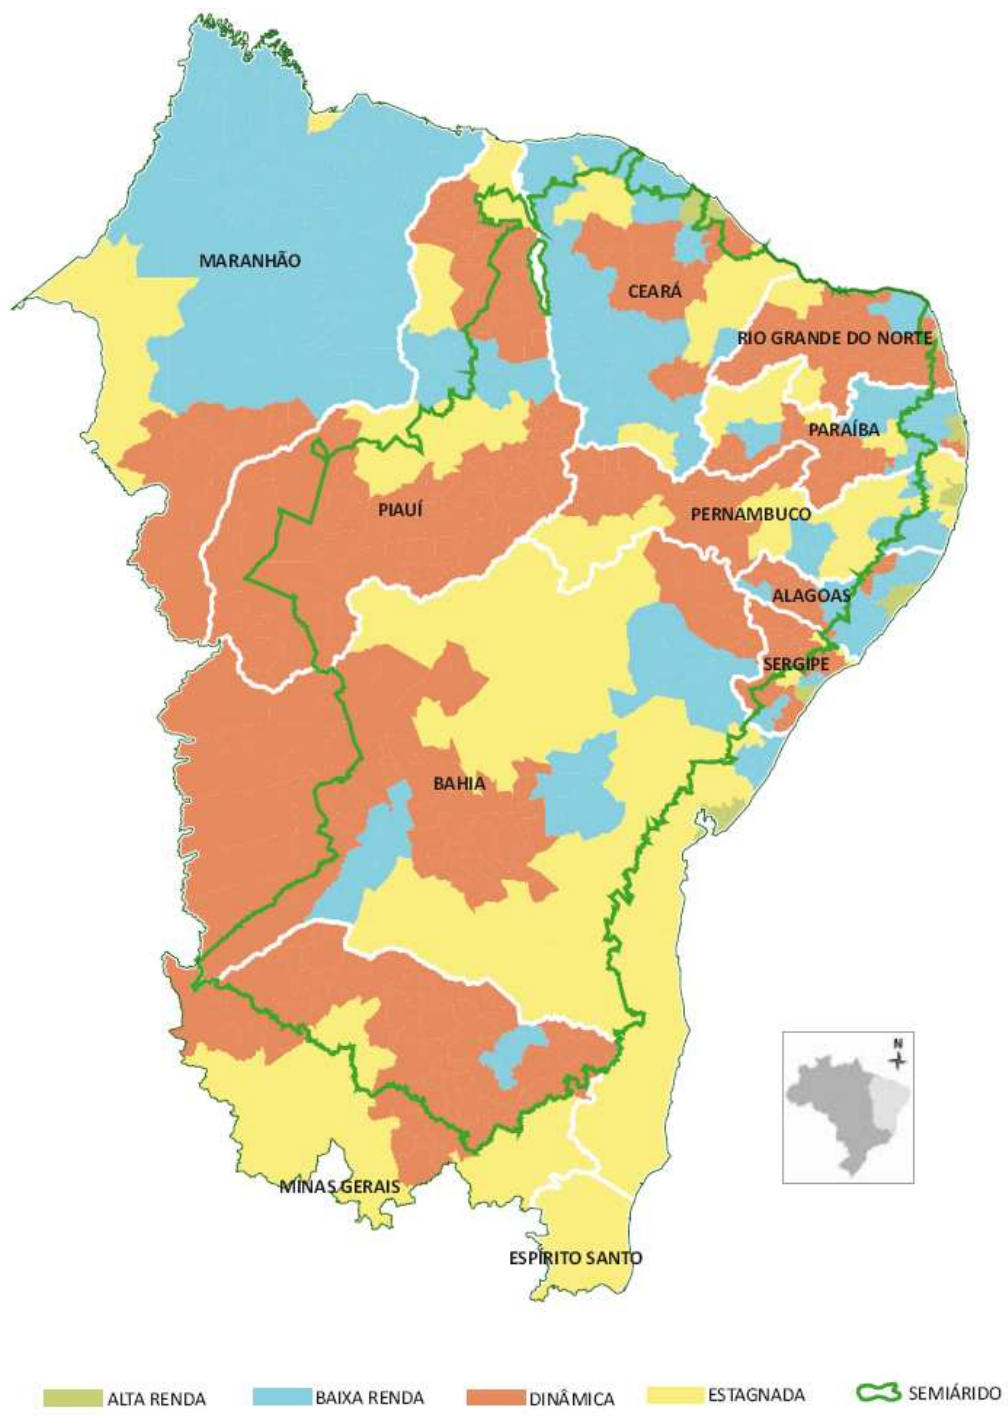 MARANHÃO
CEARÁ
RIO GRANDE DO NORTE
PARAÍBA
PIAUÍ
PERNAMBUCO
ALAGOAS
SERGIPE
BAHIA
N
MINAS GERAIS
ESPÍRITO SANTO
ALTA RENDA
BAIXA RENDA
DINÂMICA
ESTAGNADA
SEMIÁRIDO